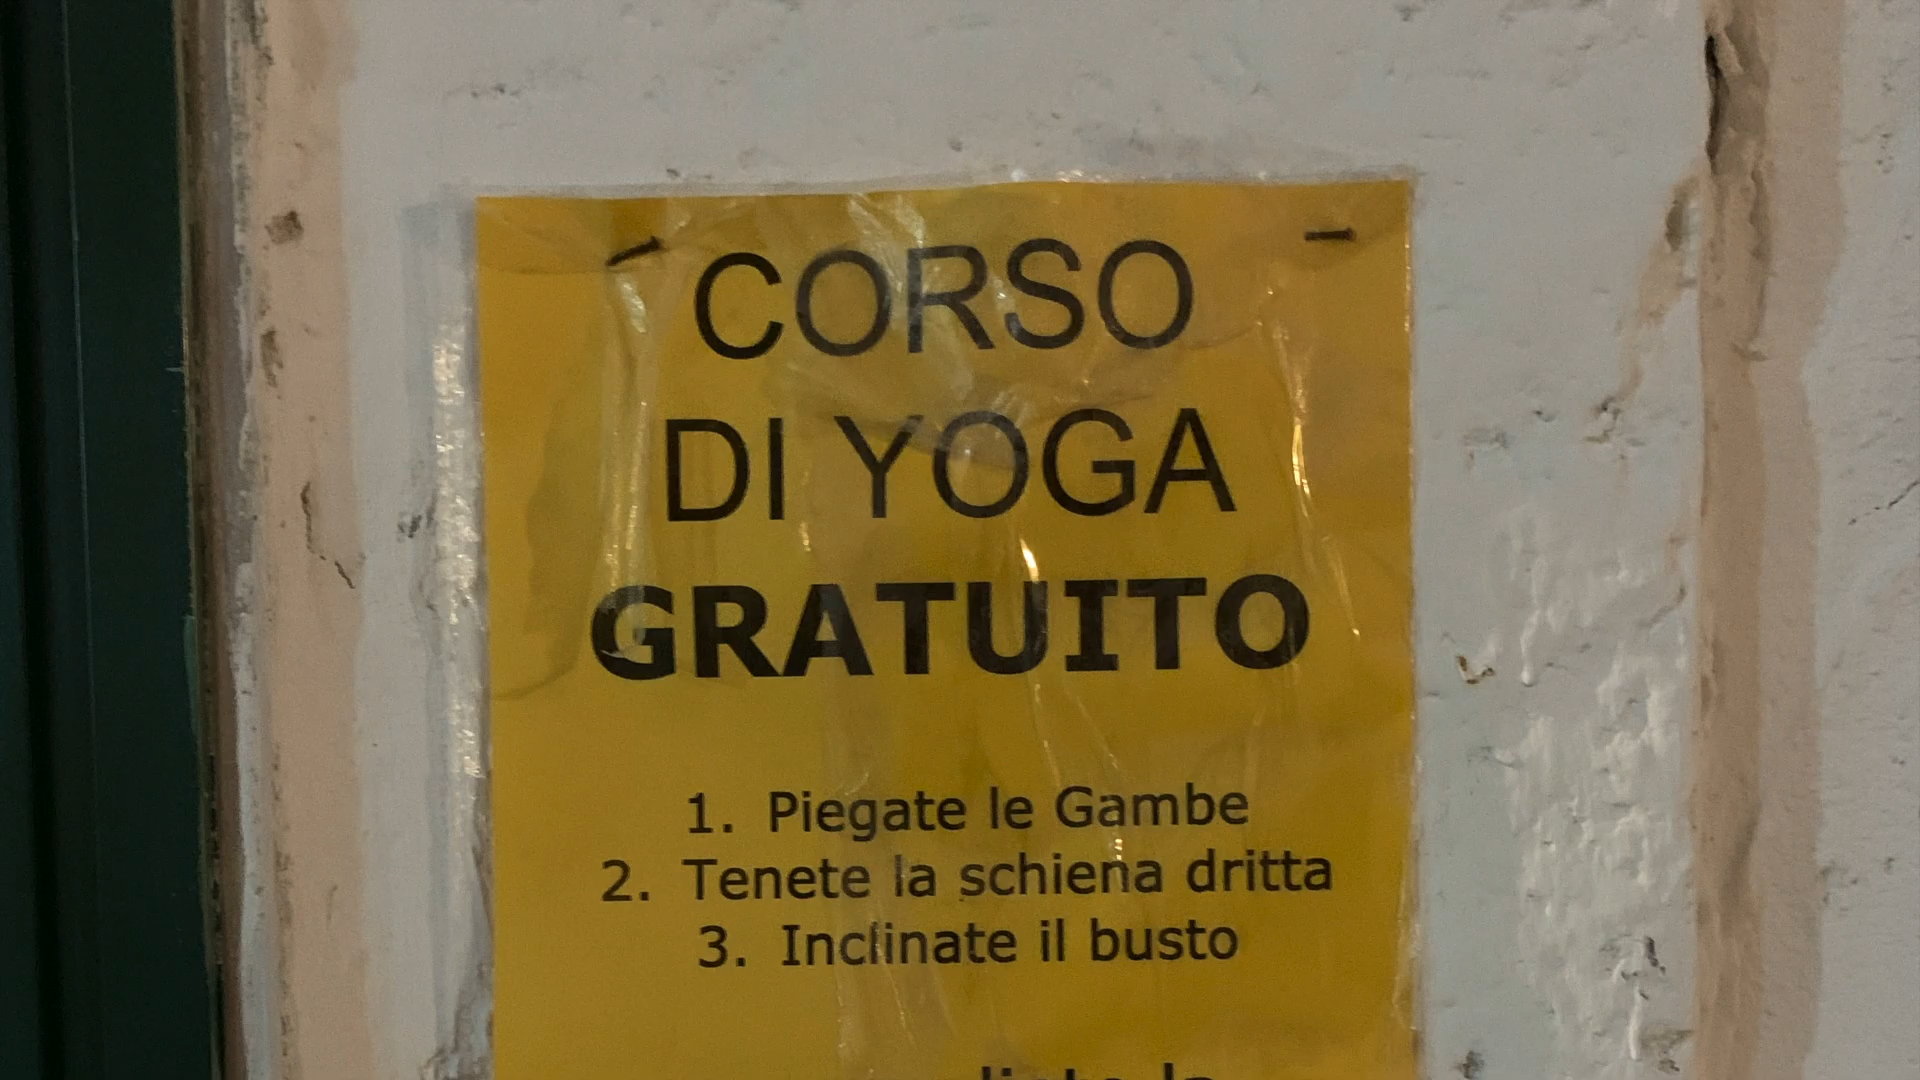 CORSO
DI YOGA
GRATUITO
1. Piegate le Gambe
2. Tenete la schiena dritta
3. Inclinate il busto